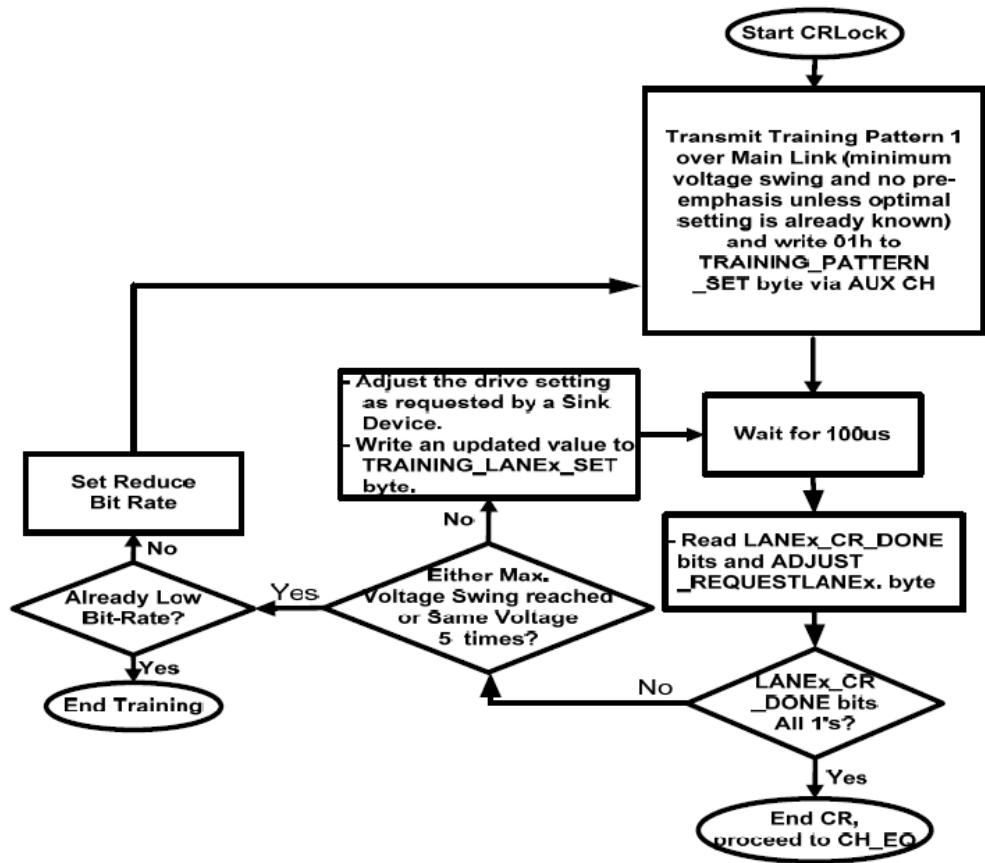 Start CRLock
Transmit Training Pattern 1
over Main Link (minimum
voltage swing and no pre-
emphasis unless optimal
setting is already known)
and write 01h to
TRAINING_PATTERN
_SET byte via AUX CH
- Adjust the drive setting
as requested by a Sink
Device.
- Write an updated value to
TRAINING_LANEx_SET
byte.
Wait for 100us
Set Reduce
Bit Rate
No
No
- Read LANEx_CR_DONE
bits and ADJUST
_REQUESTLANEx. byte
Already Low
Bit-Rate?
Yes
Either Max.
Voltage Swing reached
or Same Voltage
5 times?
Yes
End Training
No
LANEx_CR
_DONE bits
All 1's?
Yes
End CR,
proceed to CH_EQ